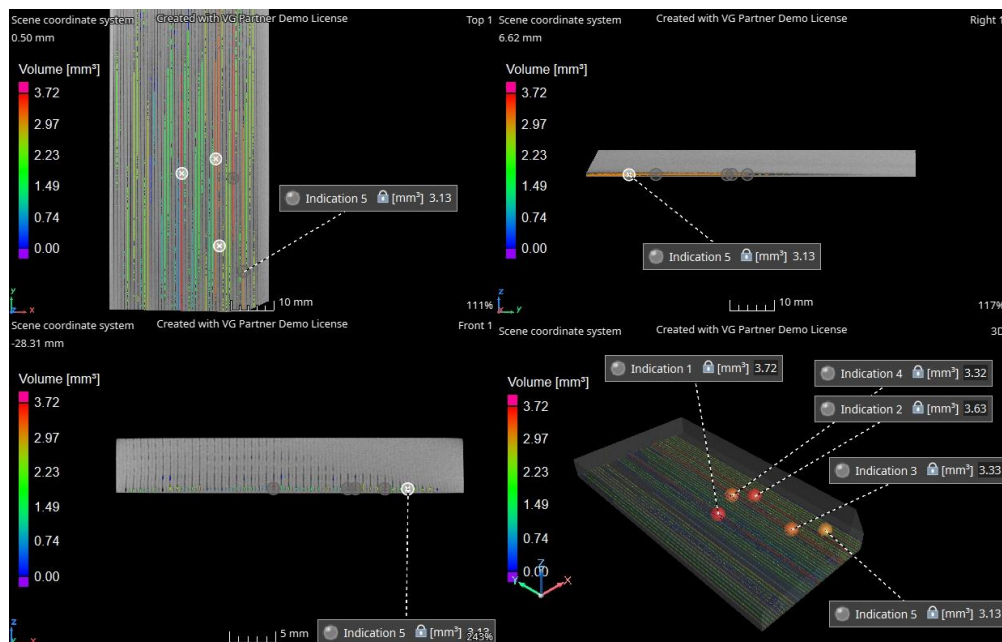 Scene coordinate system
Created with VG Partner Demo License
Top 1
0.50 mm
Volume [mm³]
3.72
2.97
2.23
1.49
0.74
0.00
Indication 5 [mm³] 3.13
y
x
10 mm
111%
Scene coordinate system
Created with VG Partner Demo License
Right 1
6.62 mm
Volume [mm³]
3.72
2.97
2.23
1.49
0.74
0.00
Indication 5 [mm³] 3.13
z
y
10 mm
117%
Scene coordinate system
Created with VG Partner Demo License
Front 1
-28.31 mm
Volume [mm³]
3.72
2.97
2.23
1.49
0.74
0.00
z
x
5 mm
Indication 5 [mm³] 3.13
243%
Scene coordinate system
Created with VG Partner Demo License
3D
Volume [mm³]
3.72
2.97
2.23
1.49
0.74
0.00
Indication 1 [mm³] 3.72
Indication 4 [mm³] 3.32
Indication 2 [mm³] 3.63
Indication 3 [mm³] 3.33
Indication 5 [mm³] 3.13
Z
Y
X